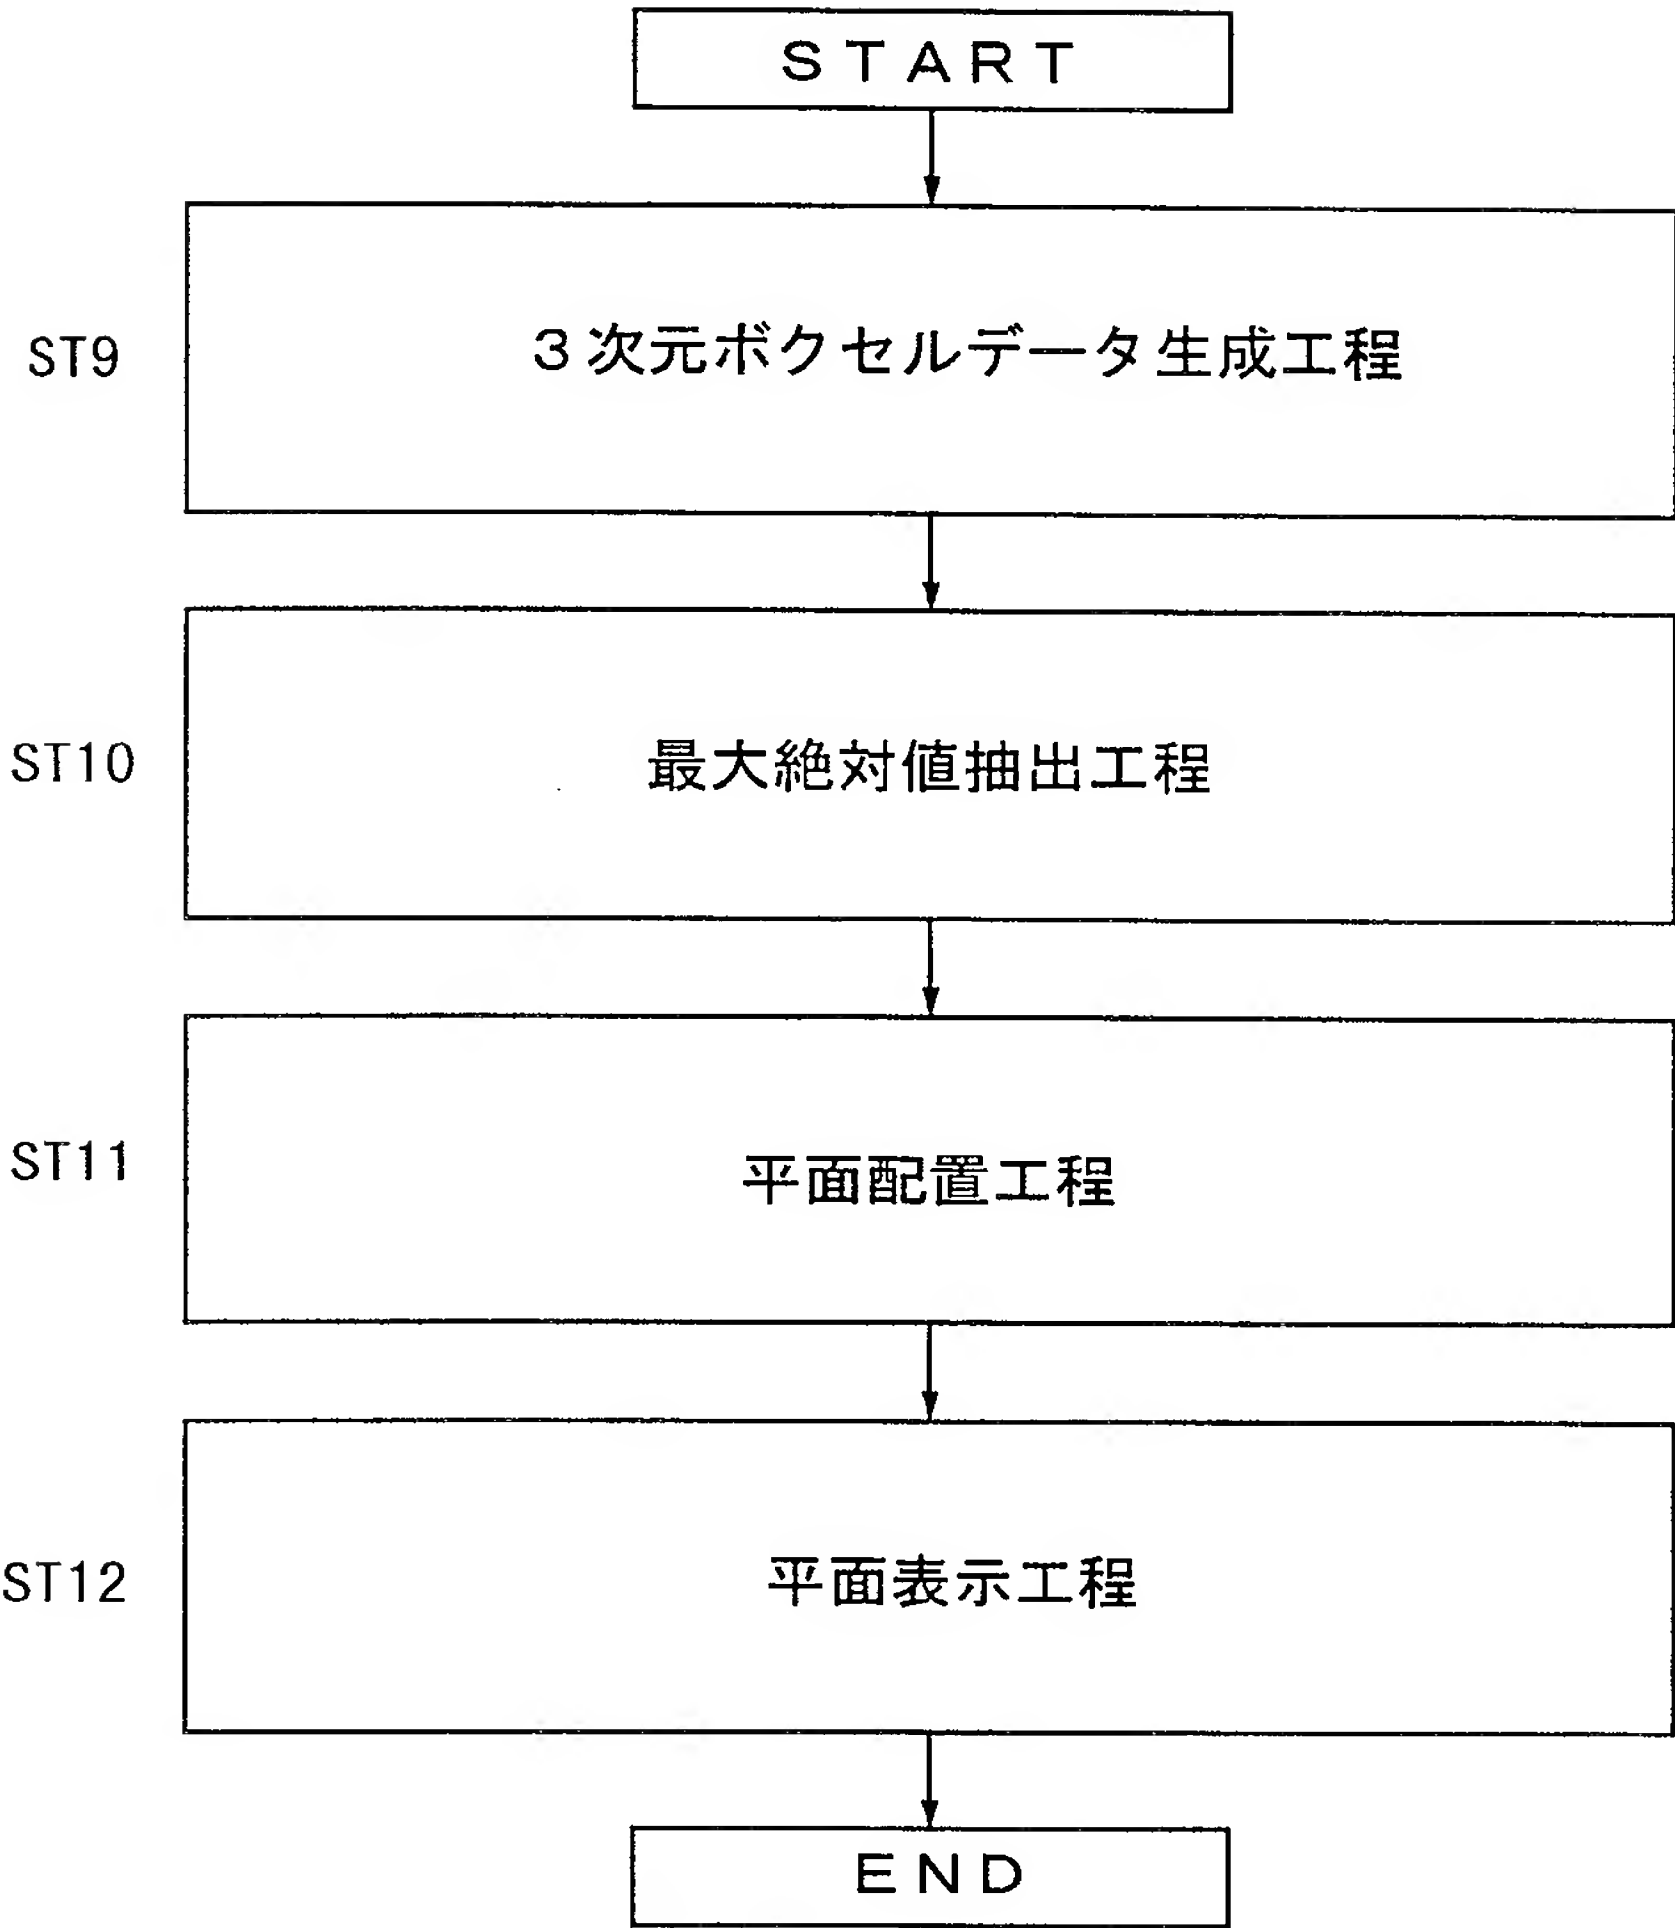 START
ST9
3次元ボクセルデータ生成工程
ST10
最大絶対値抽出工程
ST11
平面配置工程
ST12
平面表示工程
END